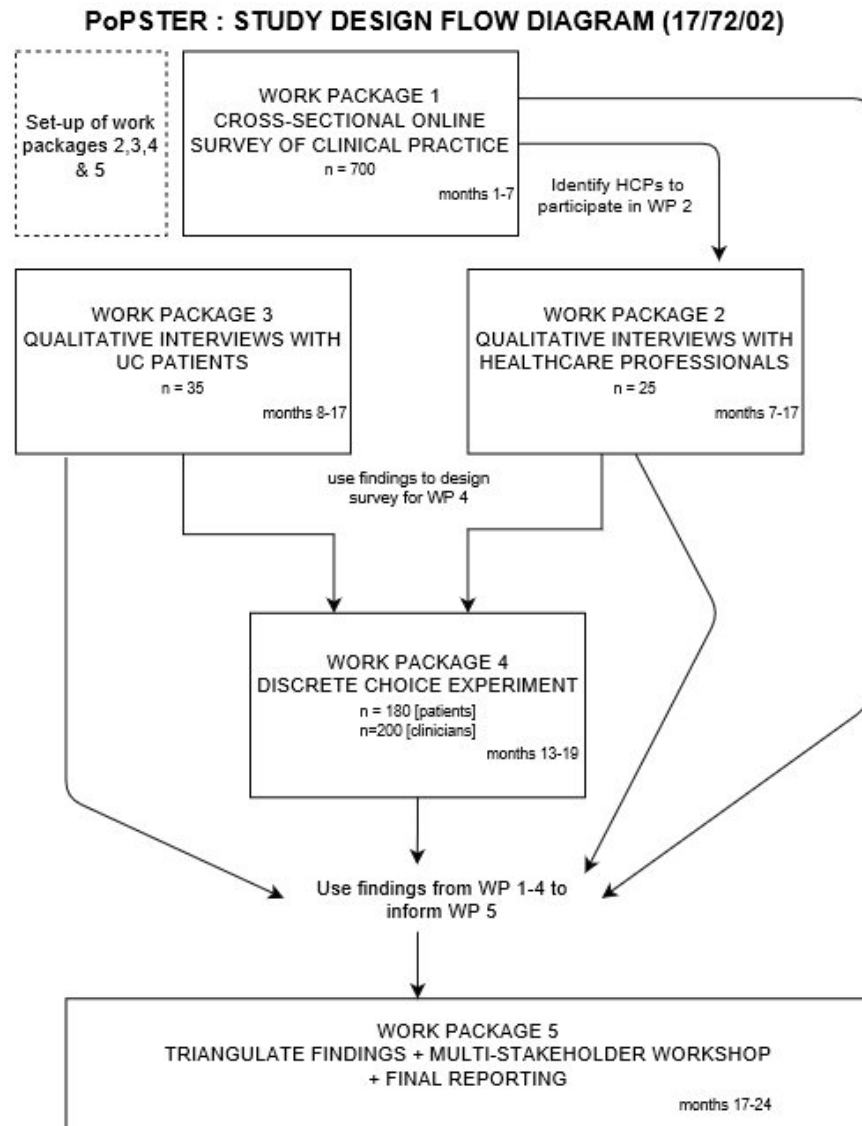 PoPSTER : STUDY DESIGN FLOW DIAGRAM (17/72/02)
Set-up of work
packages 2,3,4
& 5
WORK PACKAGE 1
CROSS-SECTIONAL ONLINE
SURVEY OF CLINICAL PRACTICE
n = 700
months 1-7
Identify HCPs to
participate in WP 2
WORK PACKAGE 3
QUALITATIVE INTERVIEWS WITH
UC PATIENTS
n = 35
months 8-17
WORK PACKAGE 2
QUALITATIVE INTERVIEWS WITH
HEALTHCARE PROFESSIONALS
n = 25
months 7-17
use findings to design
survey for WP 4
WORK PACKAGE 4
DISCRETE CHOICE EXPERIMENT
n = 180 [patients]
n=200 [clinicians]
months 13-19
Use findings from WP 1-4 to
inform WP 5
WORK PACKAGE 5
TRIANGULATE FINDINGS + MULTI-STAKEHOLDER WORKSHOP
+ FINAL REPORTING
months 17-24